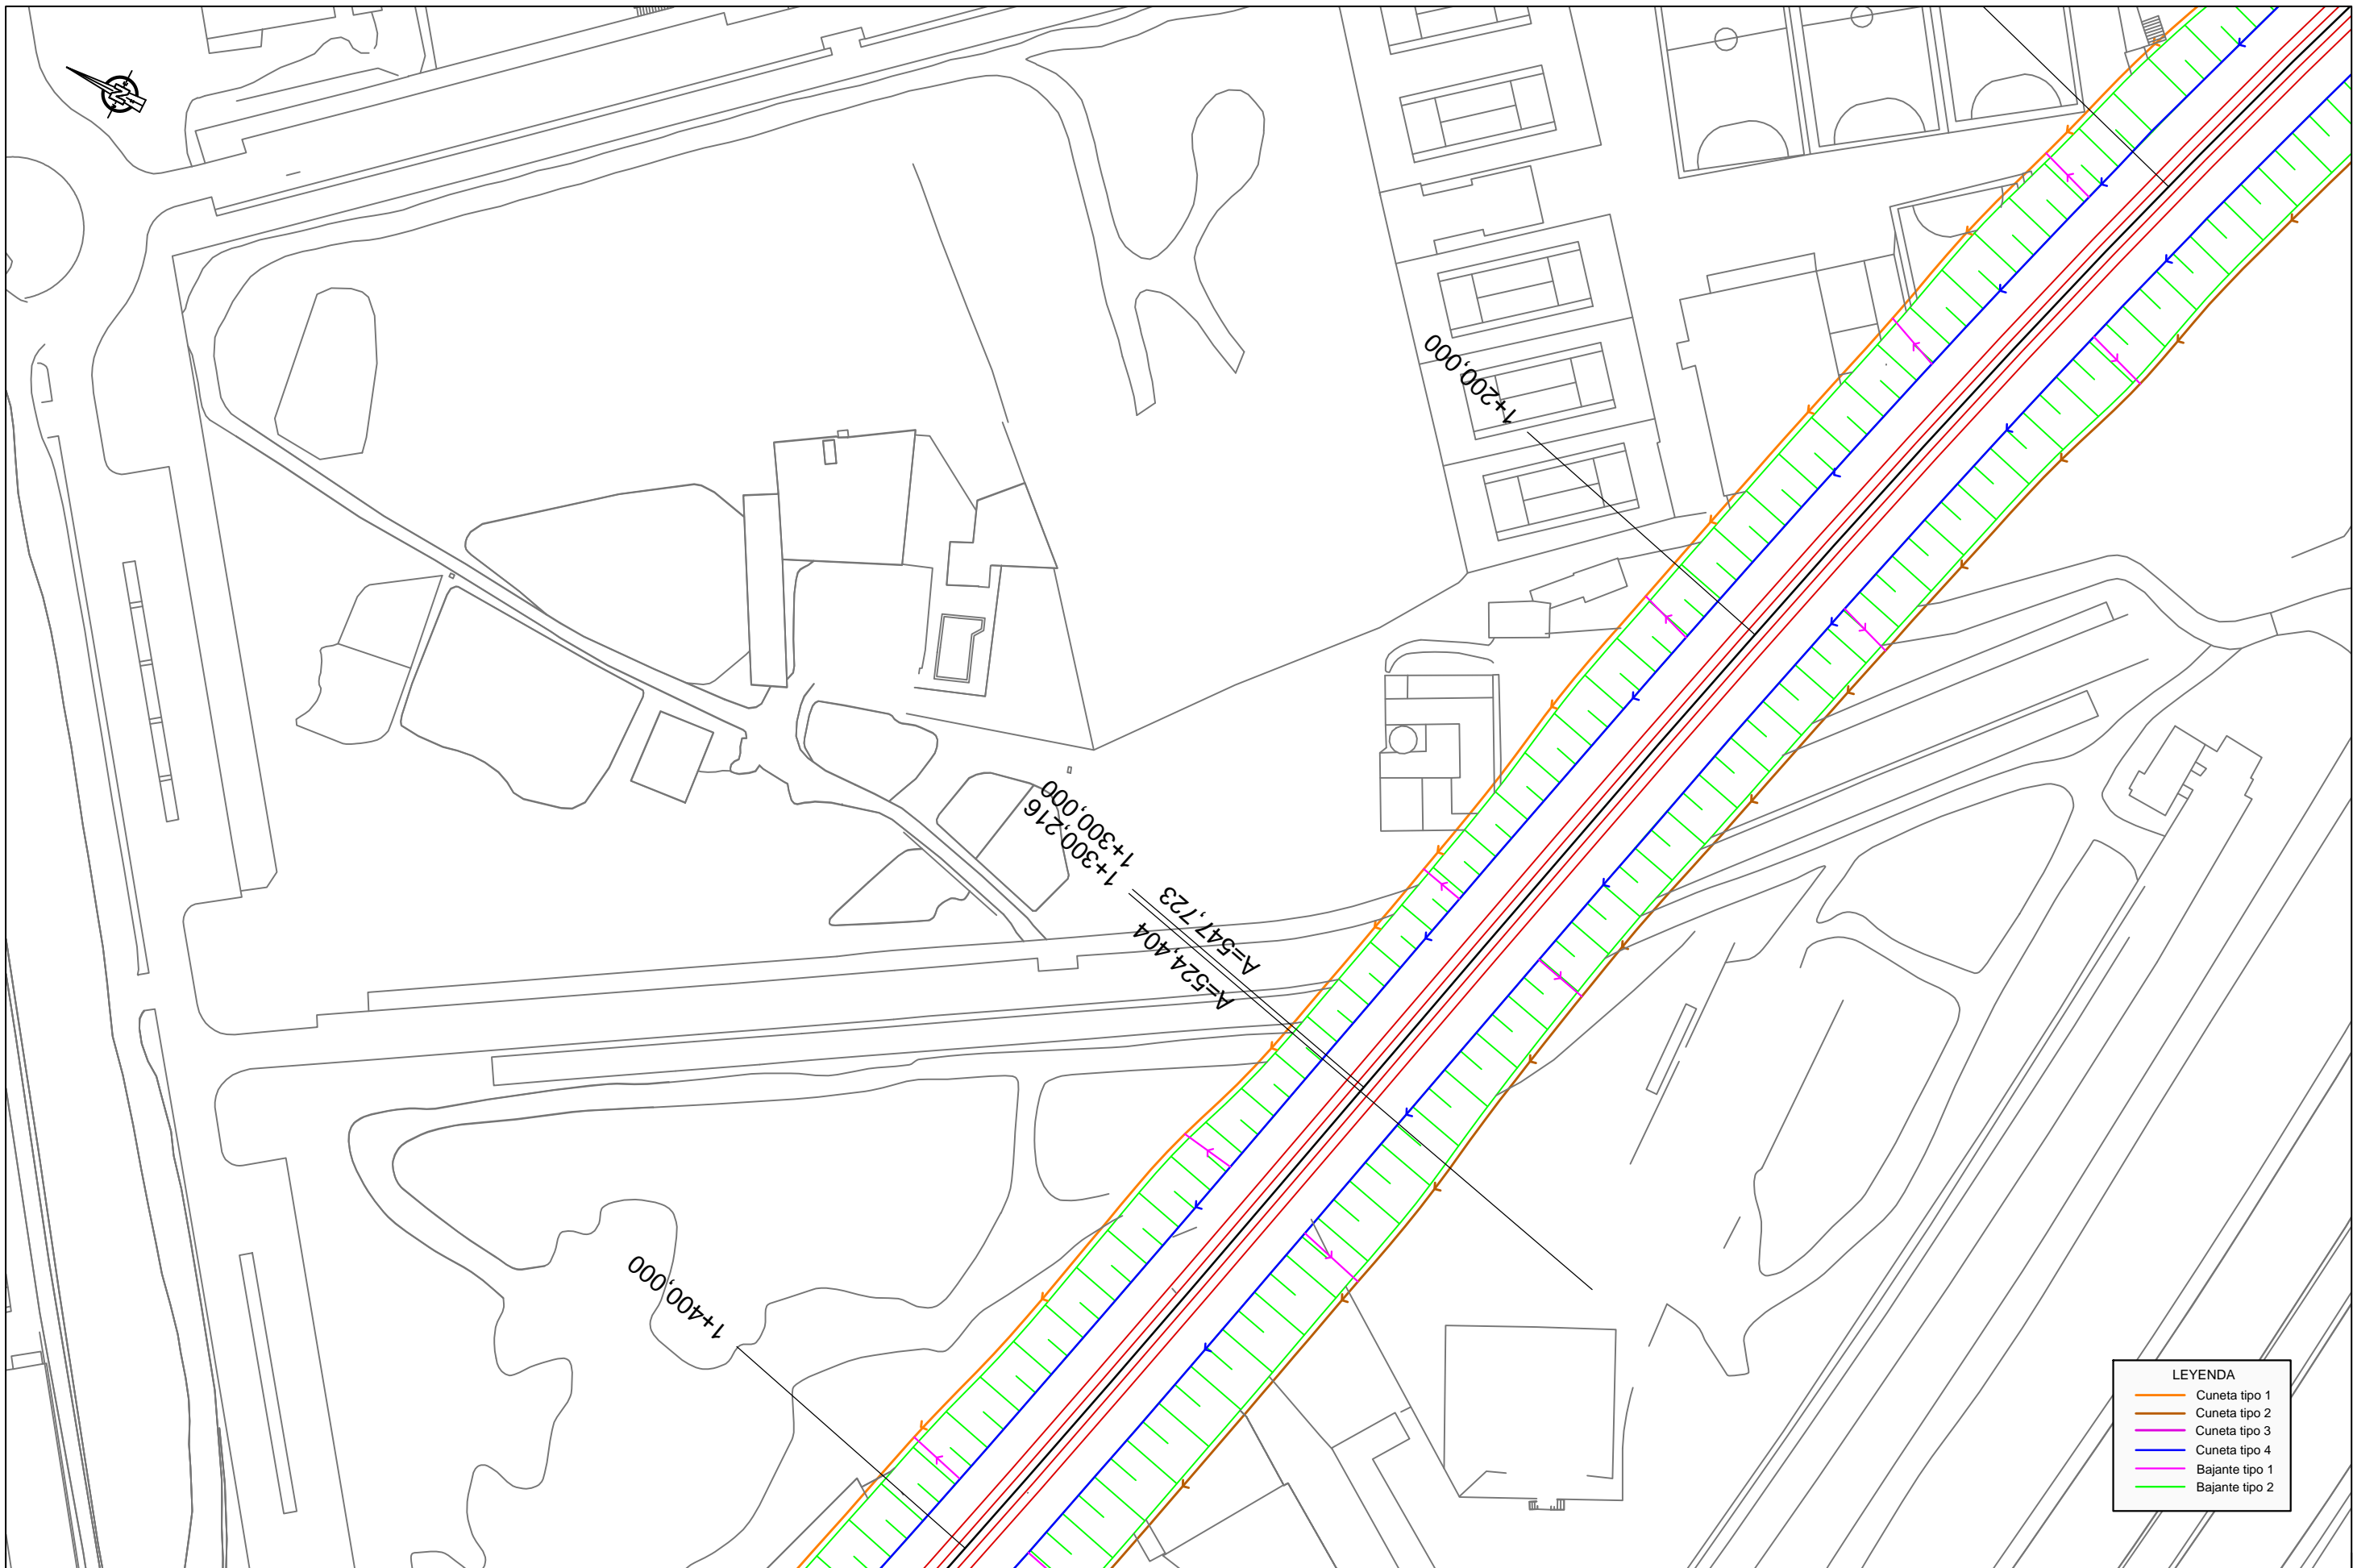 N
1+200,000
1+300,000
1+300,216
A=547,723
A=524,404
1+400,000
LEYENDA
Cuneta tipo 1
Cuneta tipo 2
Cuneta tipo 3
Cuneta tipo 4
Bajante tipo 1
Bajante tipo 2